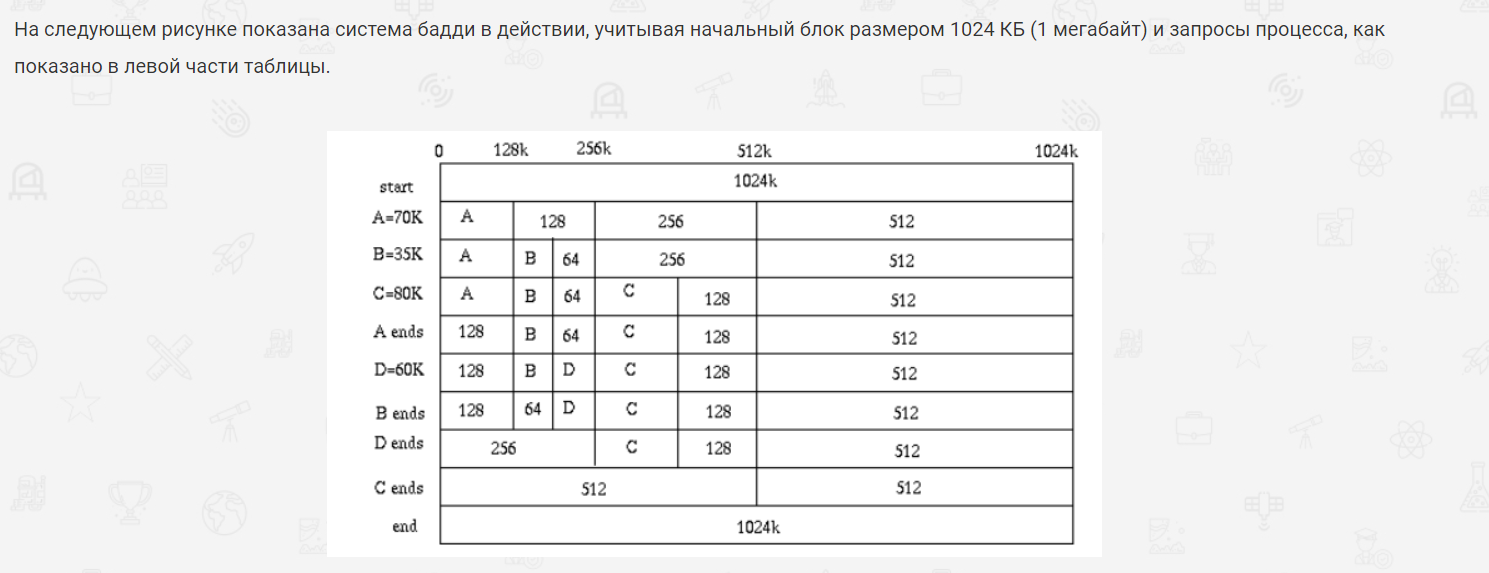 На следующем рисунке показана система бадди в действии, учитывая начальный блок размером 1024 КБ (1 мегабайт) и запросы процесса, как
показано в левой части таблицы.
0 128k 256k 512k 1024k
start 1024k
A=70K A 128 256 512
B=35K A B 64 256 512
C=80K A B 64 C 128 512
A ends 128 B 64 C 128 512
D=60K 128 B D C 128 512
B ends 128 64 D C 128 512
D ends 256 C 128 512
C ends 512 512
end 1024k